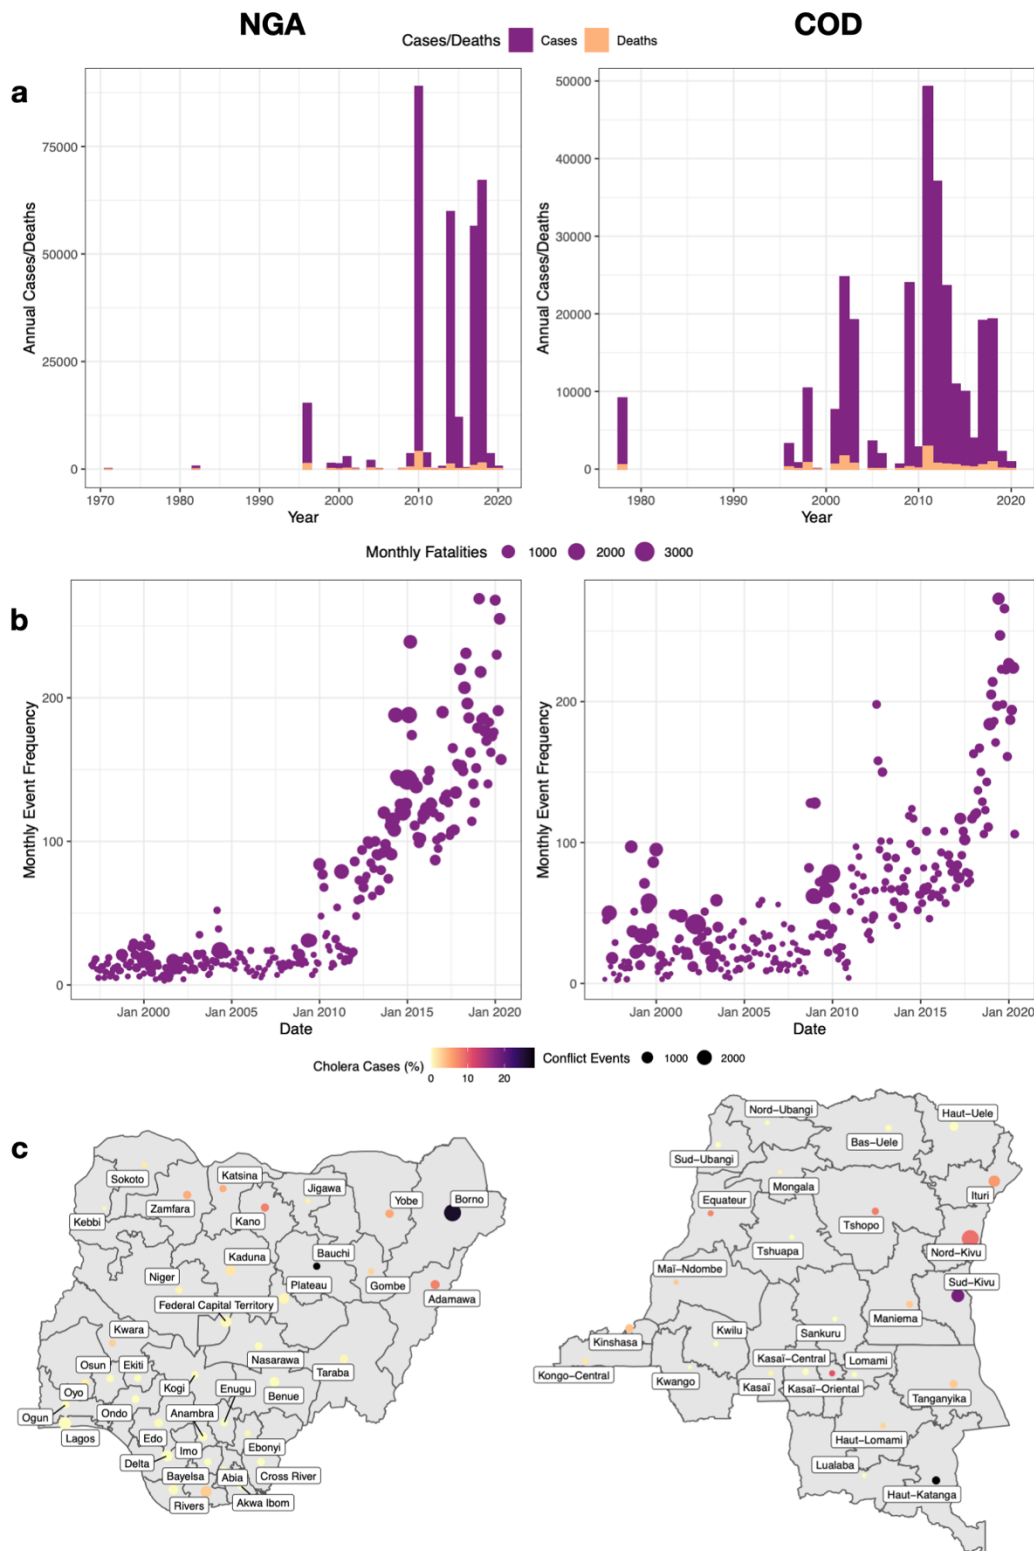 NGA COD
Cases/Deaths Cases Deaths
a
Annual Cases/Deaths
75000
50000
25000
0
1970 1980 1990 2000 2010 2020
Year
Annual Cases/Deaths
50000
40000
30000
20000
10000
0
1980 1990 2000 2010 2020
Year
Monthly Fatalities 1000 2000 3000
b
Monthly Event Frequency
200
100
0
Jan 2000 Jan 2005 Jan 2010 Jan 2015 Jan 2020
Date
Monthly Event Frequency
200
100
0
Jan 2000 Jan 2005 Jan 2010 Jan 2015 Jan 2020
Date
Cholera Cases (%) 0 10 20 Conflict Events 1000 2000
c
Sokoto
Katsina
Jigawa
Kebbi
Zamfara
Kano
Yobe
Borno
Kaduna
Bauchi
Niger
Plateau
Gombe
Adamawa
Federal Capital Territory
Kwara
Osun
Ekiti
Nasarawa
Taraba
Oyo
Kogi
Enugu
Benue
Ogun
Ondo
Anambra
Lagos
Edo
Imo
Ebonyi
Delta
Bayelsa
Abia
Cross River
Rivers
Akwa Ibom
Nord−Ubangi
Haut−Uele
Bas−Uele
Sud−Ubangi
Mongala
Equateur
Ituri
Tshopo
Tshuapa
Nord−Kivu
Maï−Ndombe
Sud−Kivu
Maniema
Kinshasa
Kwilu
Sankuru
Kongo−Central
Kasaï−Central
Lomami
Kwango
Kasaï
Kasaï−Oriental
Tanganyika
Haut−Lomami
Lualaba
Haut−Katanga